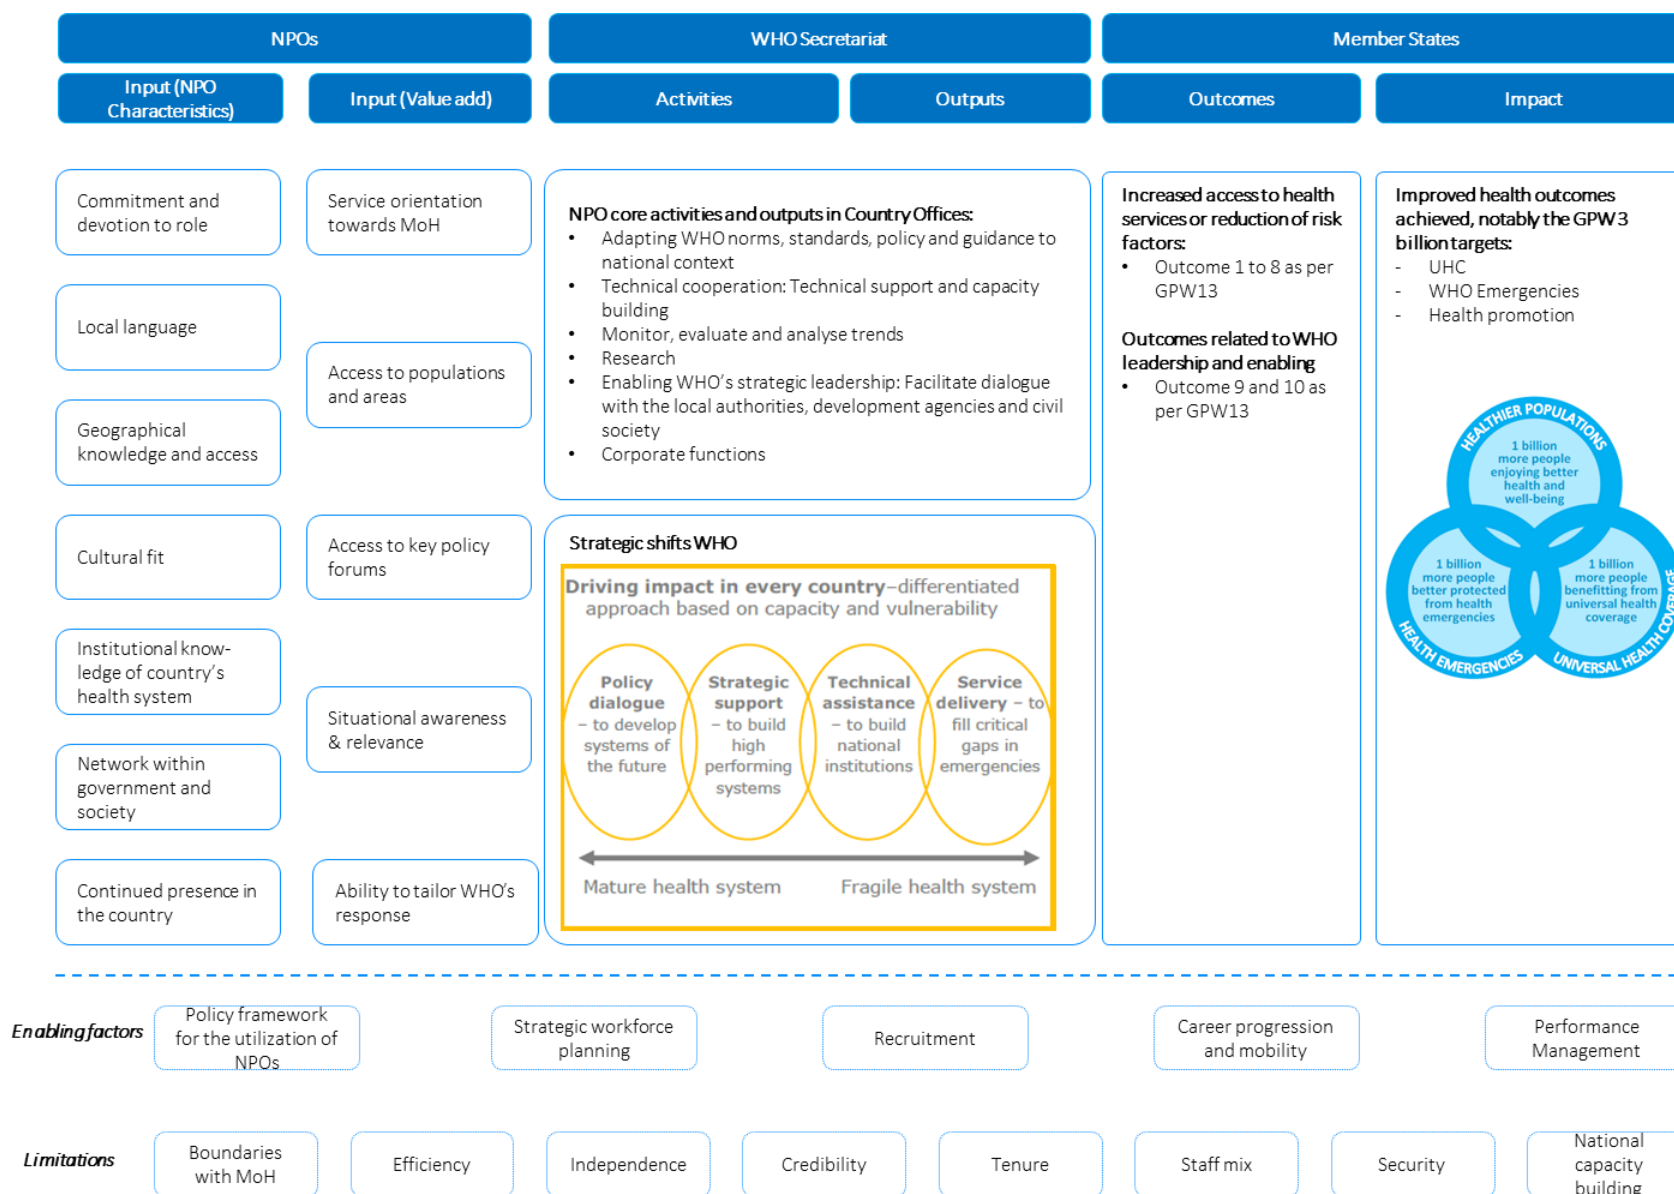 NPOs
WHO Secretariat
Member States
Input (NPO
Characteristics)
Input (Value add)
Activities
Outputs
Outcomes
Impact
Commitment and
devotion to role
Local language
Geographical
knowledge and access
Cultural fit
Institutional know-
ledge of country's
health system
Network within
government and
society
Continued presence in
the country
Service orientation
towards MoH
Access to populations
and areas
Access to key policy
forums
Situational awareness
& relevance
Ability to tailor WHO's
response
NPO core activities and outputs in Country Offices:
• Adapting WHO norms, standards, policy and guidance to
national context
• Technical cooperation: Technical support and capacity
building
• Monitor, evaluate and analyse trends
• Research
• Enabling WHO's strategic leadership: Facilitate dialogue
with the local authorities, development agencies and civil
society
• Corporate functions
Strategic shifts WHO
Driving impact in every country–differentiated
approach based on capacity and vulnerability
Policy
dialogue
– to develop
systems of
the future
Strategic
support
– to build
high
performing
systems
Technical
assistance
– to build
national
institutions
Service
delivery – to
fill critical
gaps in
emergencies
Mature health system
Fragile health system
Increased access to health
services or reduction of risk
factors:
• Outcome 1 to 8 as per
GPW13
Outcomes related to WHO
leadership and enabling
• Outcome 9 and 10 as
per GPW13
Improved health outcomes
achieved, notably the GPW 3
billion targets:
- UHC
- WHO Emergencies
- Health promotion
HEALTHIER POPULATIONS
1 billion
more people
enjoying better
health and
well-being
1 billion
more people
better protected
from health
emergencies
HEALTH EMERGENCIES
1 billion
more people
benefitting from
universal health
coverage
UNIVERSAL HEALTH COVERAGE
Enabling factors
Policy framework
for the utilization of
NPOs
Strategic workforce
planning
Recruitment
Career progression
and mobility
Performance
Management
Limitations
Boundaries
with MoH
Efficiency
Independence
Credibility
Tenure
Staff mix
Security
National
capacity
building